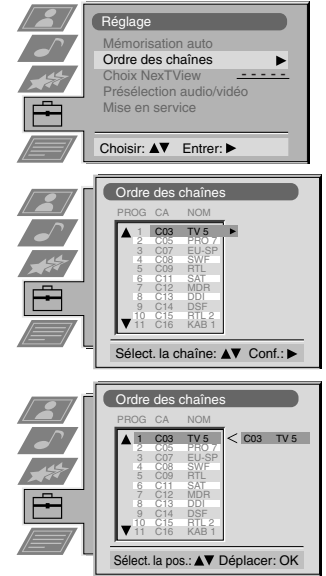 Réglage
Mémorisation auto
Ordre des chaînes ▶
Choix NexTView - - - - -
Présélection audio/vidéo
Mise en service
Choisir: ▲▼ Entrer: ▶
Ordre des chaînes
PROG CA NOM
1 C03 TV 5
2 C05 PRO 7
3 C07 EU-SP
4 C08 SWF
5 C09 RTL
6 C11 SAT
7 C12 MDR
8 C13 DDI
9 C14 DSF
10 C15 RTL 2
11 C16 KAB 1
Sélect. la chaîne: ▲▼ Conf.: ▶
Ordre des chaînes
PROG CA NOM
1 C03 TV 5 < C03 TV 5
2 C05 PRO 7
3 C07 EU-SP
4 C08 SWF
5 C09 RTL
6 C11 SAT
7 C12 MDR
8 C13 DDI
9 C14 DSF
10 C15 RTL 2
11 C16 KAB 1
Sélect. la pos.: ▲▼ Déplacer: OK